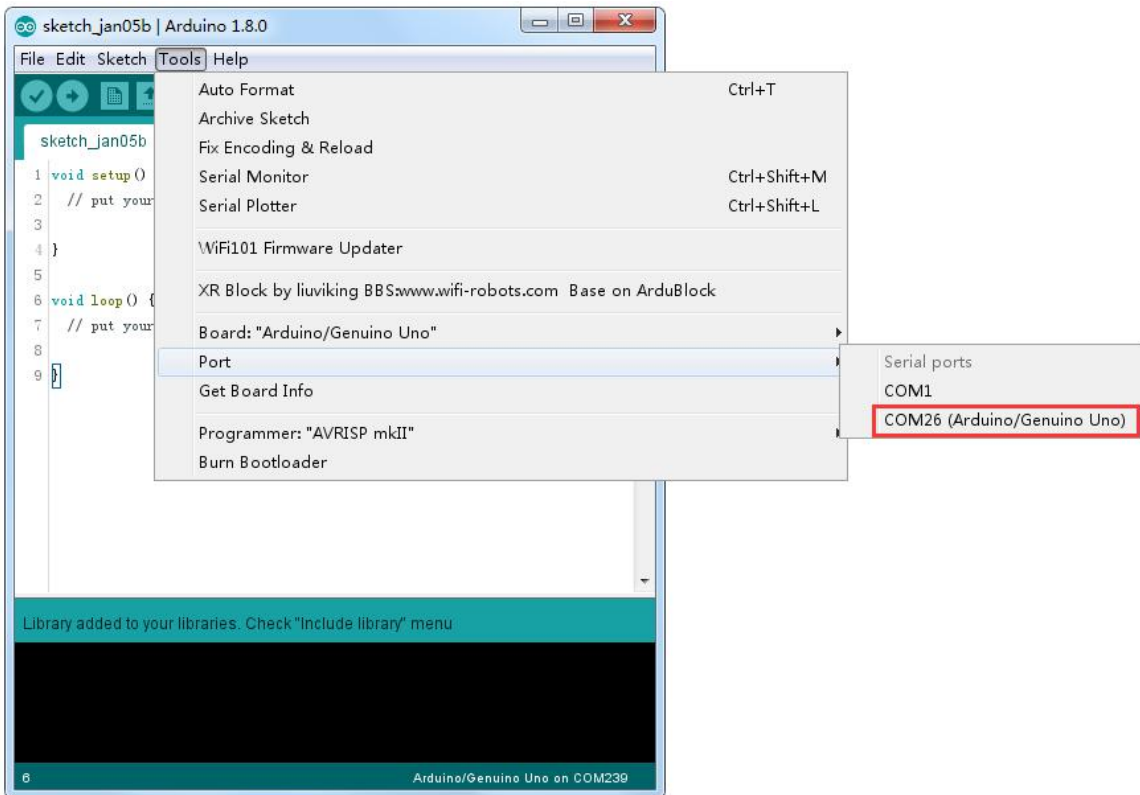 sketch_jan05b | Arduino 1.8.0
File Edit Sketch Tools Help
Auto Format Ctrl+T
Archive Sketch
sketch_jan05b
Fix Encoding & Reload
1 void setup()
Serial Monitor Ctrl+Shift+M
2 // put your
Serial Plotter Ctrl+Shift+L
3
4 }
WiFi101 Firmware Updater
5
6 void loop() {
XR Block by liuviking BBS:www.wifi-robots.com Base on ArduBlock
7 // put your
Board: "Arduino/Genuino Uno"
8
Port
Serial ports
9 }
Get Board Info
COM1
COM26 (Arduino/Genuino Uno)
Programmer: "AVRISP mkII"
Burn Bootloader
Library added to your libraries. Check "Include library" menu
6 Arduino/Genuino Uno on COM239